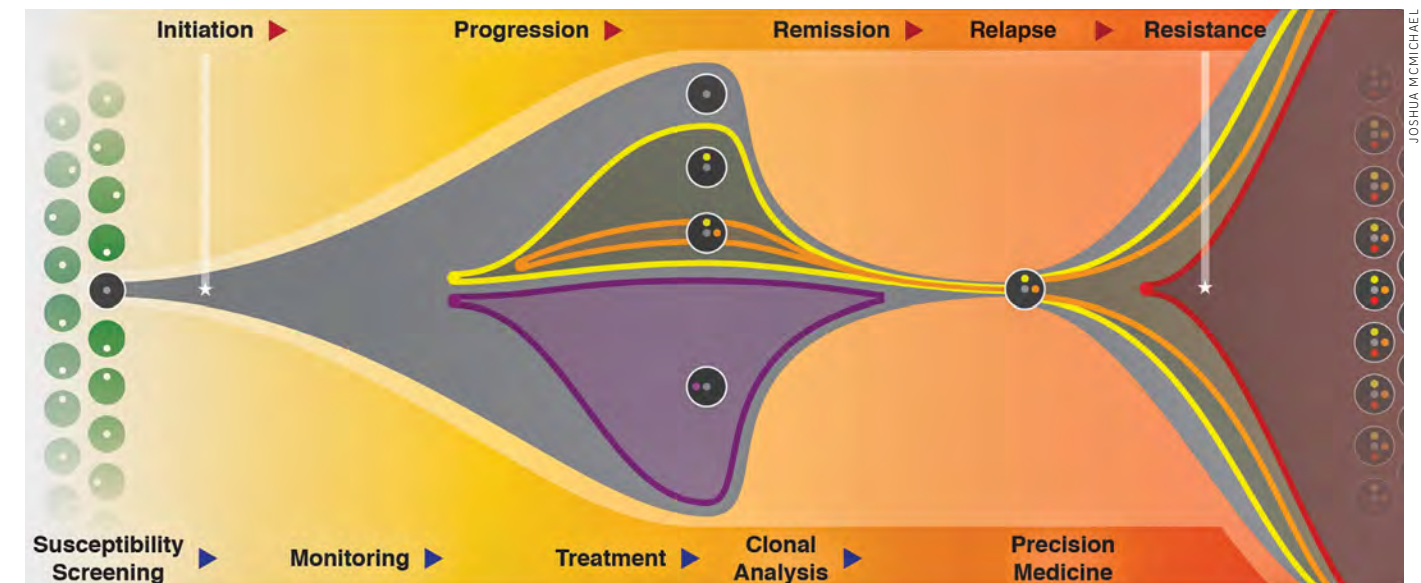 Initiation
Progression
Remission
Relapse
Resistance
JOSHUA MCMICHAEL
Susceptibility
Screening
Monitoring
Treatment
Clonal
Analysis
Precision
Medicine